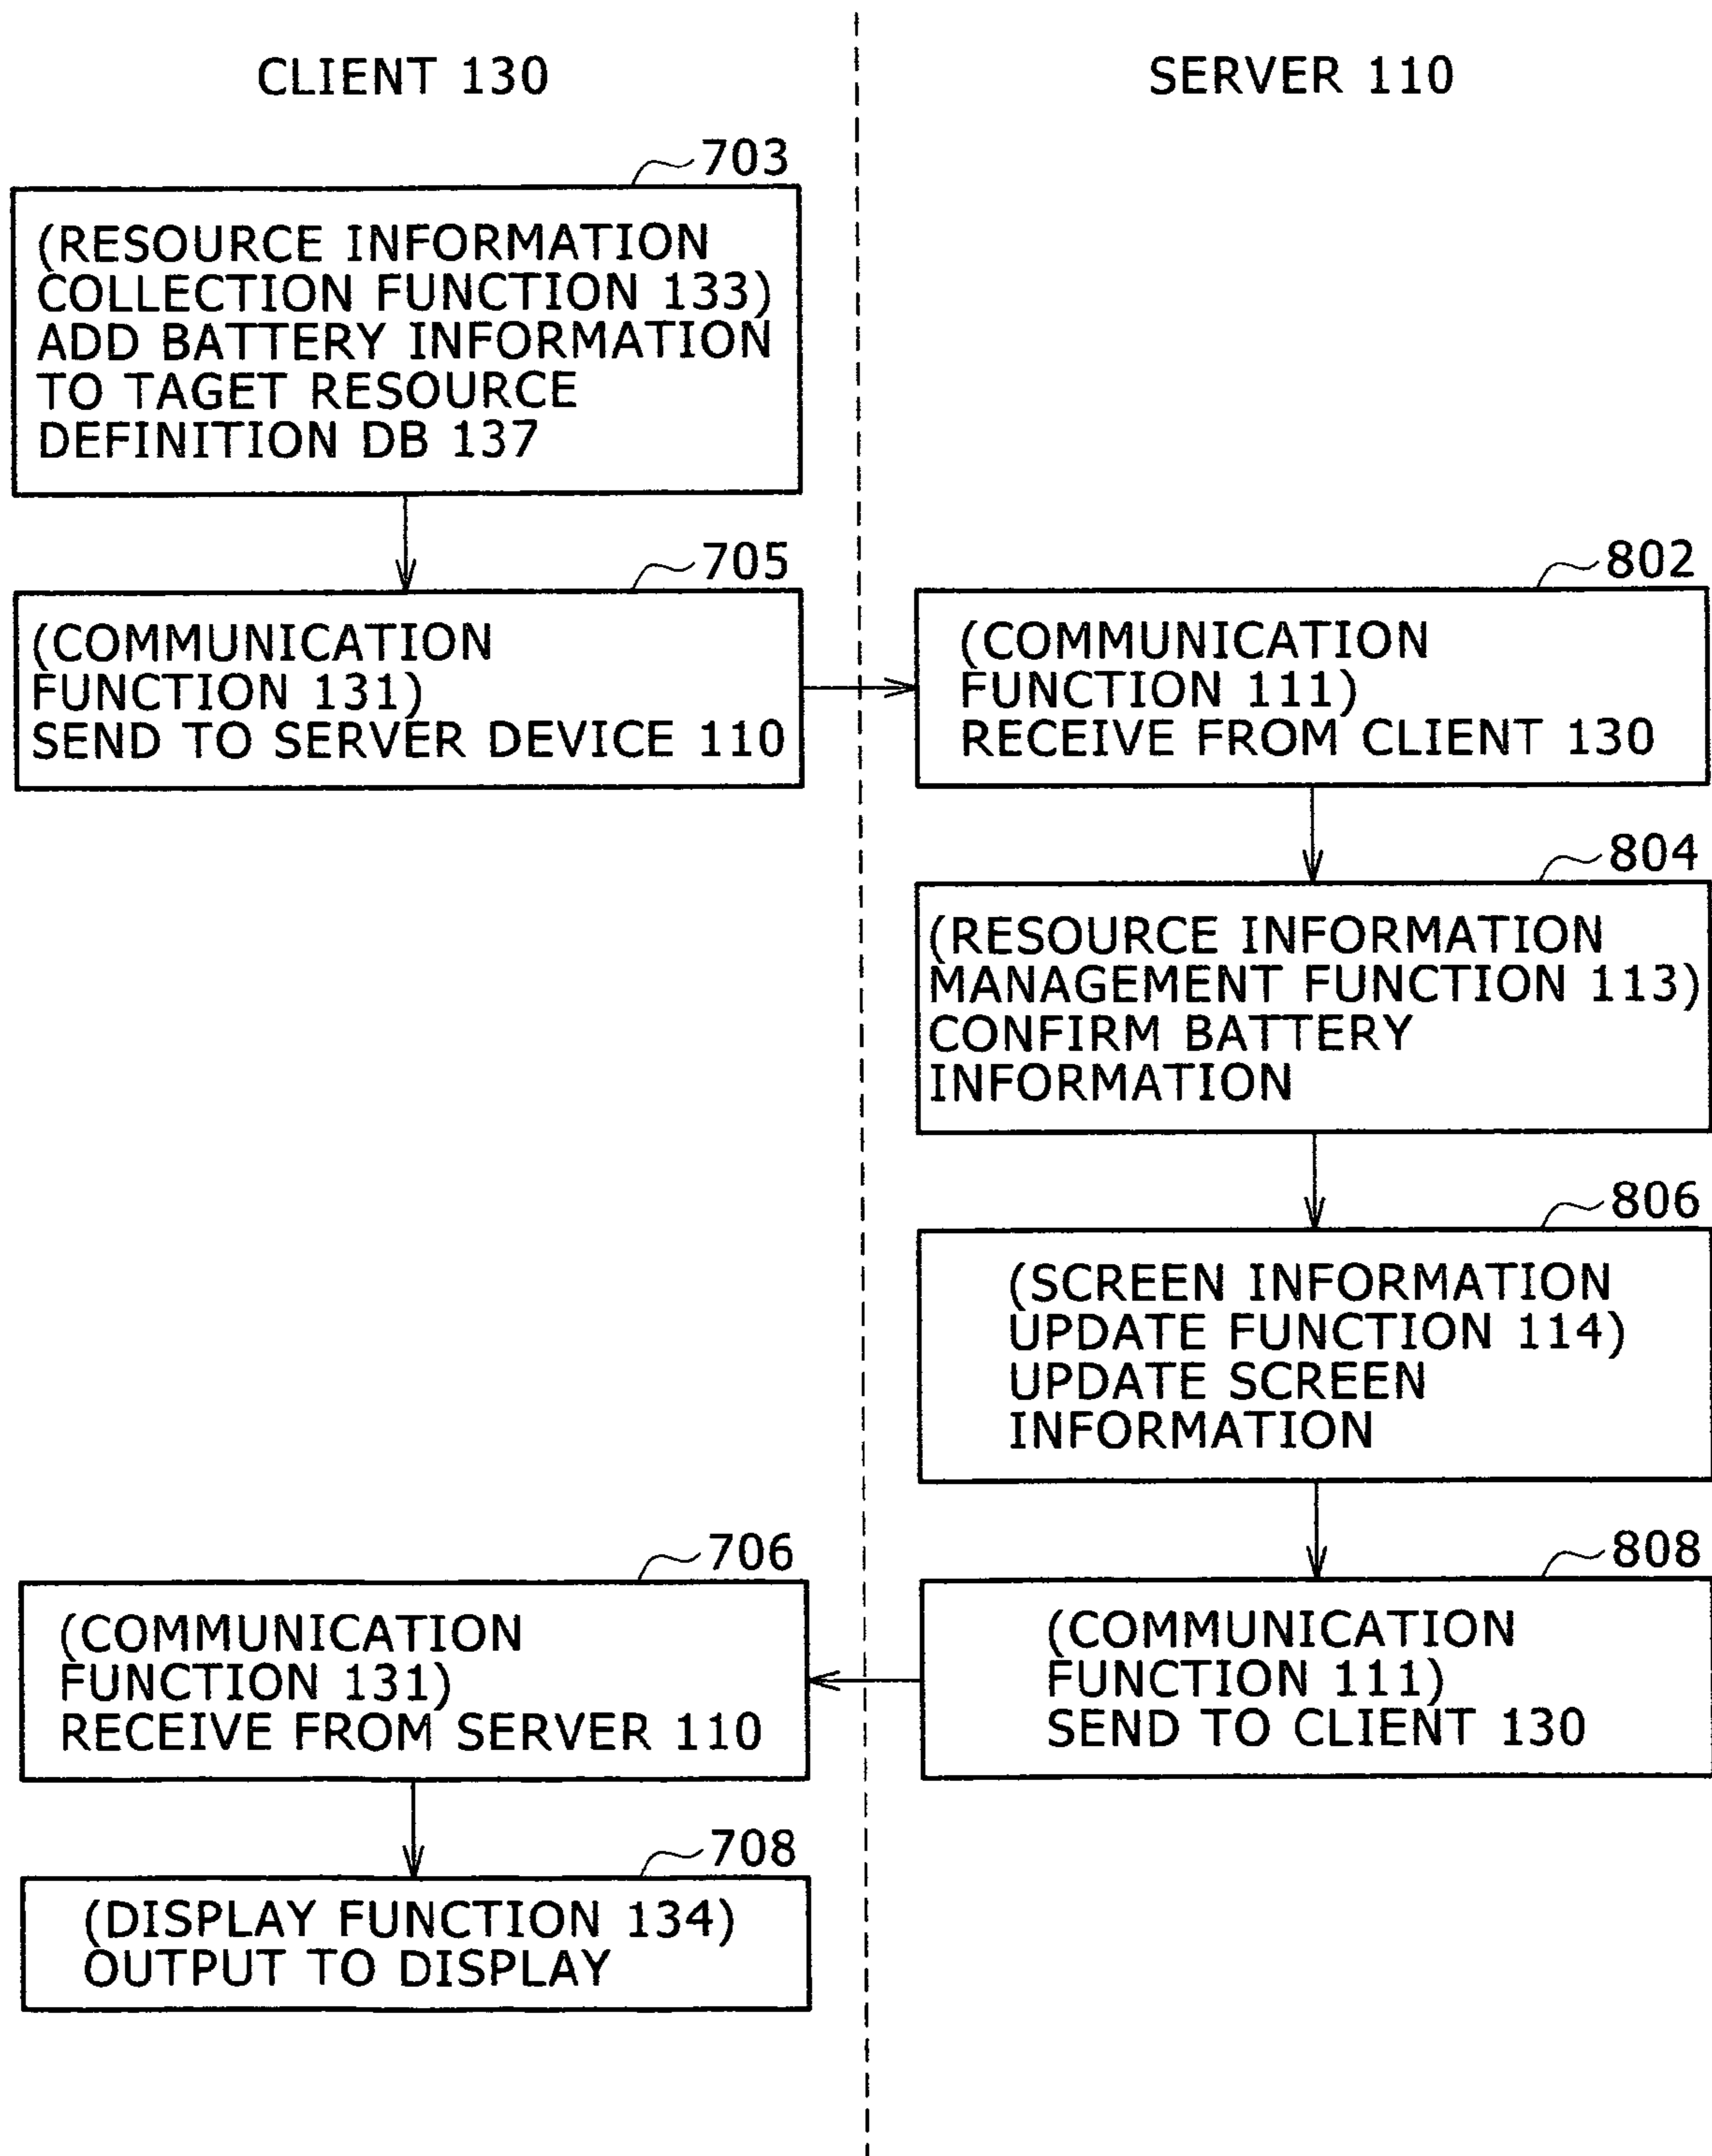 CLIENT 130
SERVER 110
703
(RESOURCE INFORMATION
COLLECTION FUNCTION 133)
ADD BATTERY INFORMATION
TO TAGET RESOURCE
DEFINITION DB 137
705
(COMMUNICATION
FUNCTION 131)
SEND TO SERVER DEVICE 110
802
(COMMUNICATION
FUNCTION 111)
RECEIVE FROM CLIENT 130
804
(RESOURCE INFORMATION
MANAGEMENT FUNCTION 113)
CONFIRM BATTERY
INFORMATION
806
(SCREEN INFORMATION
UPDATE FUNCTION 114)
UPDATE SCREEN
INFORMATION
808
(COMMUNICATION
FUNCTION 111)
SEND TO CLIENT 130
706
(COMMUNICATION
FUNCTION 131)
RECEIVE FROM SERVER 110
708
(DISPLAY FUNCTION 134)
OUTPUT TO DISPLAY